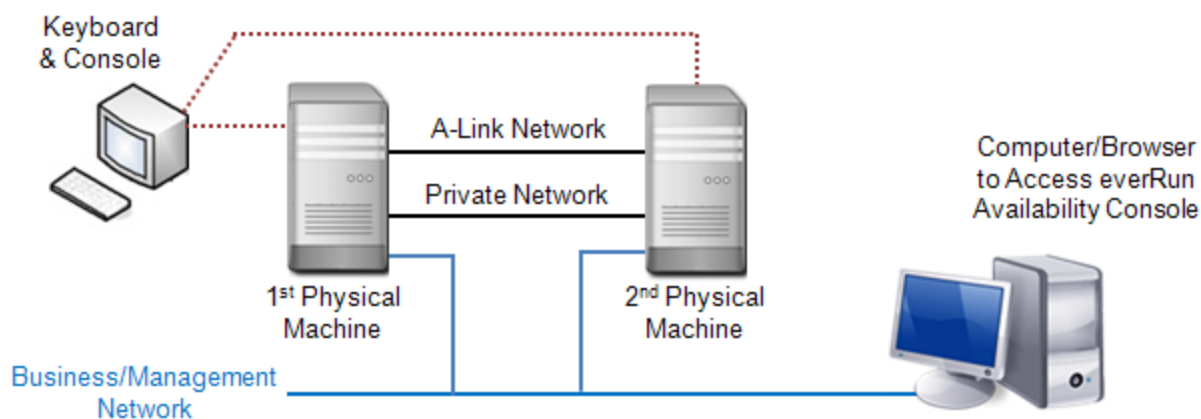 Keyboard
& Console
A-Link Network
Private Network
Computer/Browser
to Access everRun
Availability Console
1st Physical
Machine
2nd Physical
Machine
Business/Management
Network